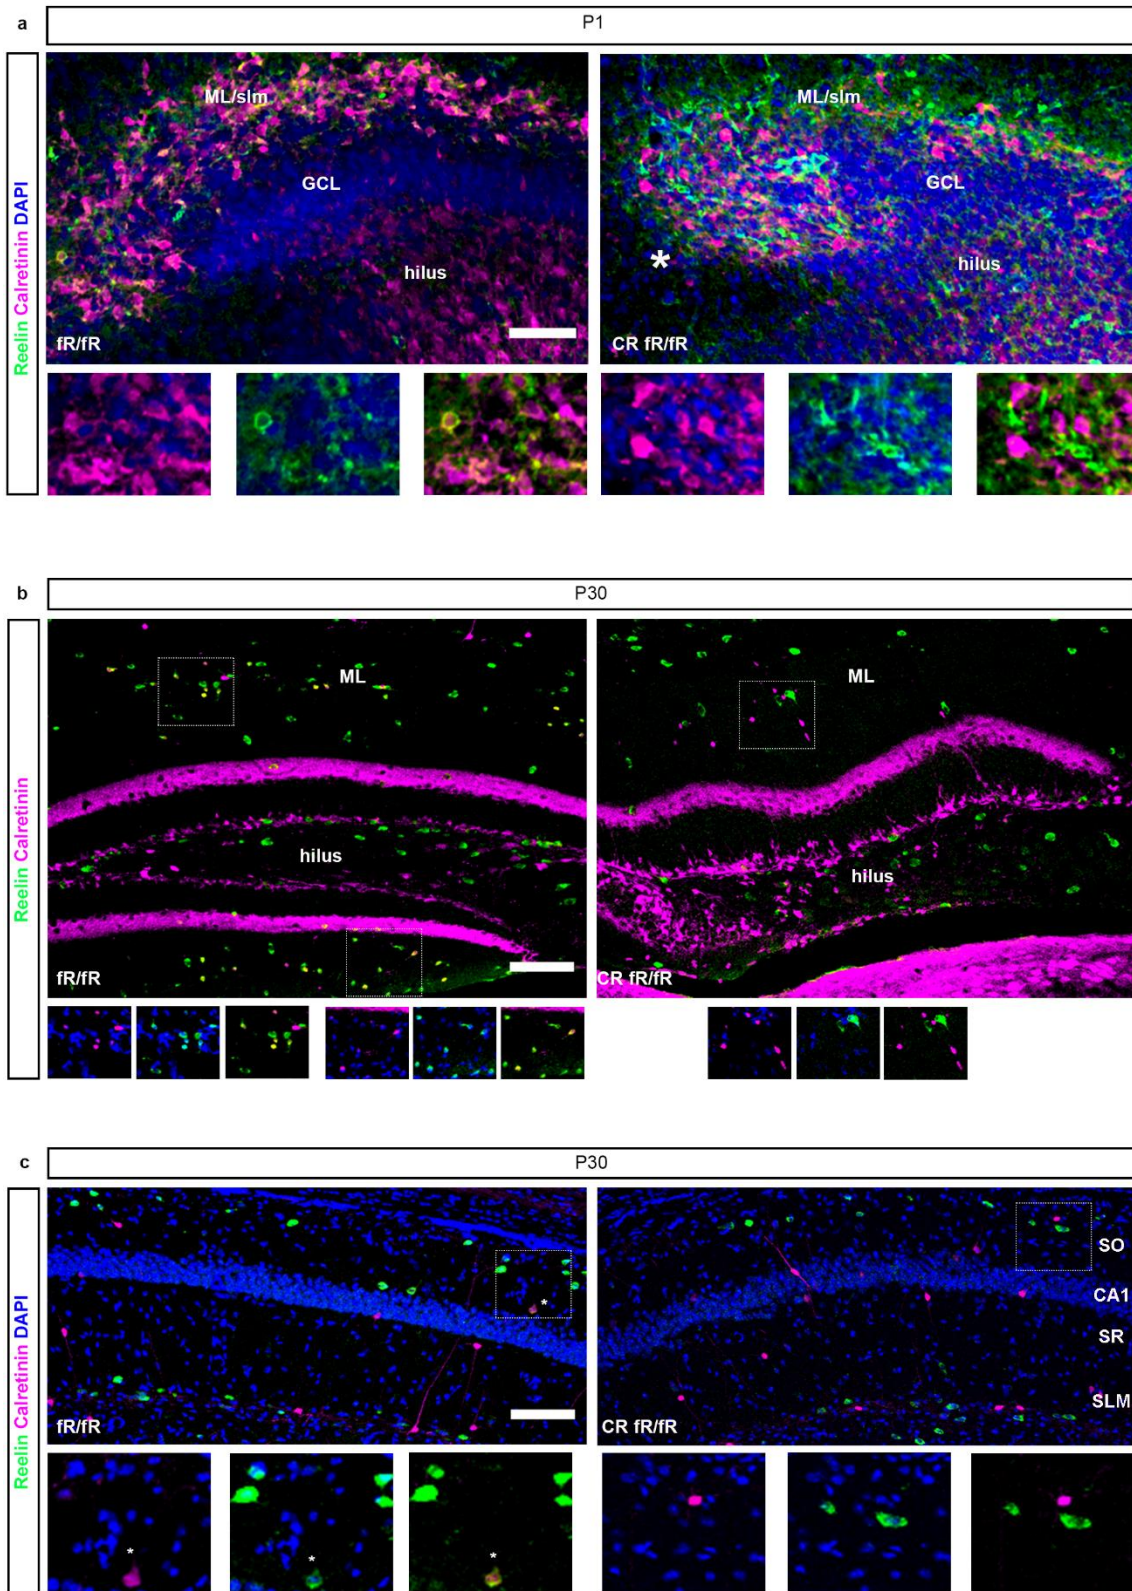 a
P1
Reelin Calretinin DAPI
ML/slm
GCL
hilus
fR/fR
ML/slm
GCL
*
hilus
CR fR/fR
b
P30
Reelin Calretinin
ML
hilus
fR/fR
ML
hilus
CR fR/fR
c
P30
Reelin Calretinin DAPI
*
fR/fR
SO
CA1
SR
SLM
CR fR/fR
*
*
*